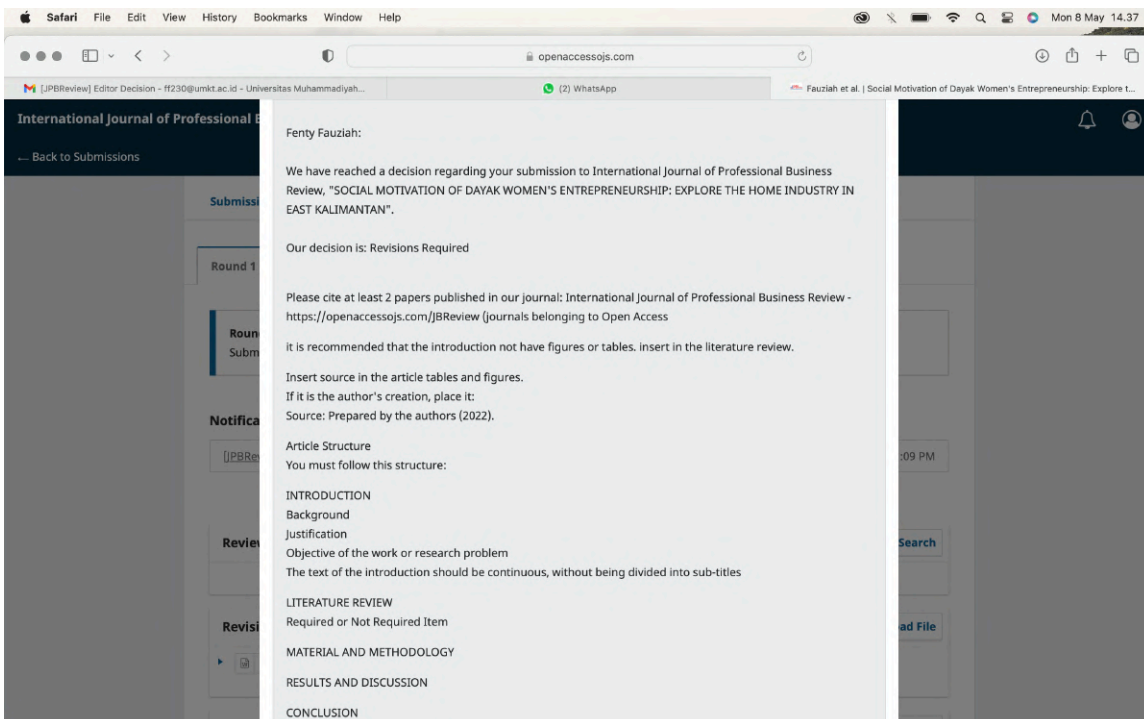 Safari File Edit View History Bookmarks Window Help Mon 8 May 14.37
openaccessojs.com
[JPBReview] Editor Decision - ff230@umkt.ac.id - Universitas Muhammadiyah... (2) WhatsApp Fauziah et al. | Social Motivation of Dayak Women's Entrepreneurship: Explore t...
International Journal of Professional B
← Back to Submissions
Fenty Fauziah:
We have reached a decision regarding your submission to International Journal of Professional Business
Review, "SOCIAL MOTIVATION OF DAYAK WOMEN'S ENTREPRENEURSHIP: EXPLORE THE HOME INDUSTRY IN
EAST KALIMANTAN".
Submissi
Our decision is: Revisions Required
Round 1
Please cite at least 2 papers published in our journal: International Journal of Professional Business Review -
https://openaccessojs.com/JBReview (journals belonging to Open Access
Roun
Subm
it is recommended that the introduction not have figures or tables. insert in the literature review.
Insert source in the article tables and figures.
If it is the author's creation, place it:
Source: Prepared by the authors (2022).
Notifica
[JPBRe :09 PM
Article Structure
You must follow this structure:
INTRODUCTION
Background
Justification
Objective of the work or research problem
The text of the introduction should be continuous, without being divided into sub-titles
Review Search
LITERATURE REVIEW
Required or Not Required Item
Revisi ad File
MATERIAL AND METHODOLOGY
RESULTS AND DISCUSSION
CONCLUSION